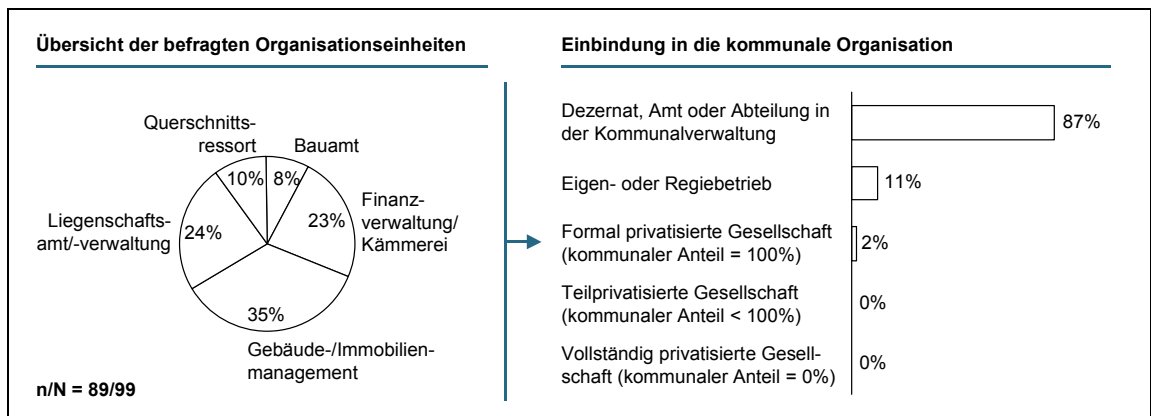 Übersicht der befragten Organisationseinheiten
Querschnitts-
ressort
Bauamt
10%
8%
Finanz-
verwaltung/
Kämmerei
23%
Liegenschafts-
amt/-verwaltung
24%
35%
Gebäude-/Immobilien-
management
n/N = 89/99
Einbindung in die kommunale Organisation
Dezernat, Amt oder Abteilung in
der Kommunalverwaltung
87%
Eigen- oder Regiebetrieb
11%
Formal privatisierte Gesellschaft
(kommunaler Anteil = 100%)
2%
Teilprivatisierte Gesellschaft
(kommunaler Anteil < 100%)
0%
Vollständig privatisierte Gesell-
schaft (kommunaler Anteil = 0%)
0%